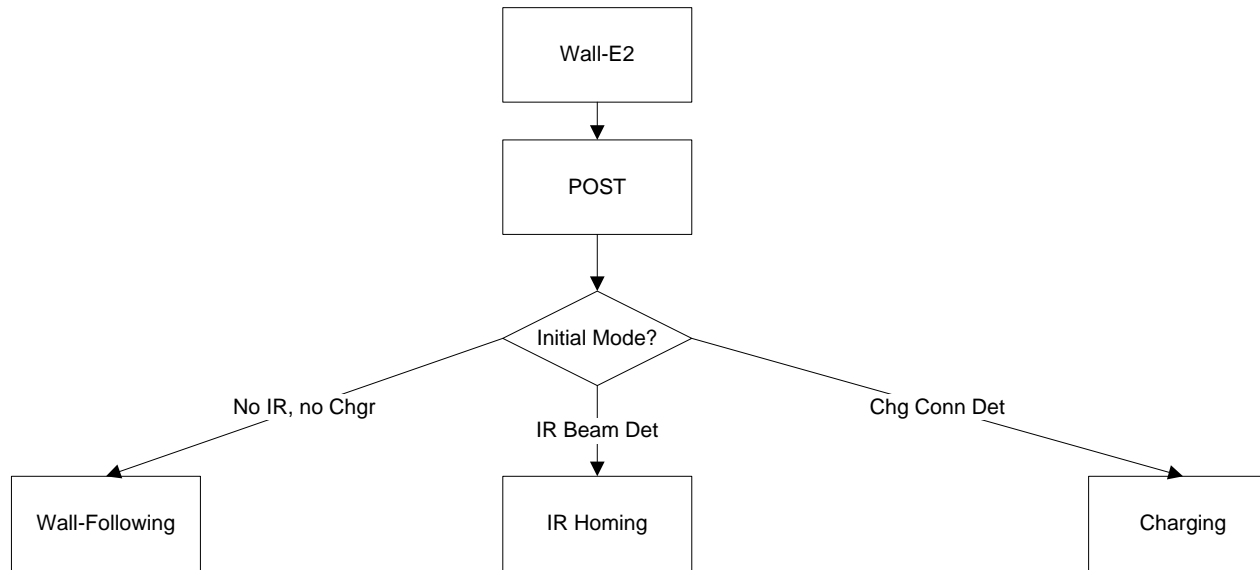 Wall-E2
POST
Initial Mode?
No IR, no Chgr
IR Beam Det
Chg Conn Det
Wall-Following
IR Homing
Charging